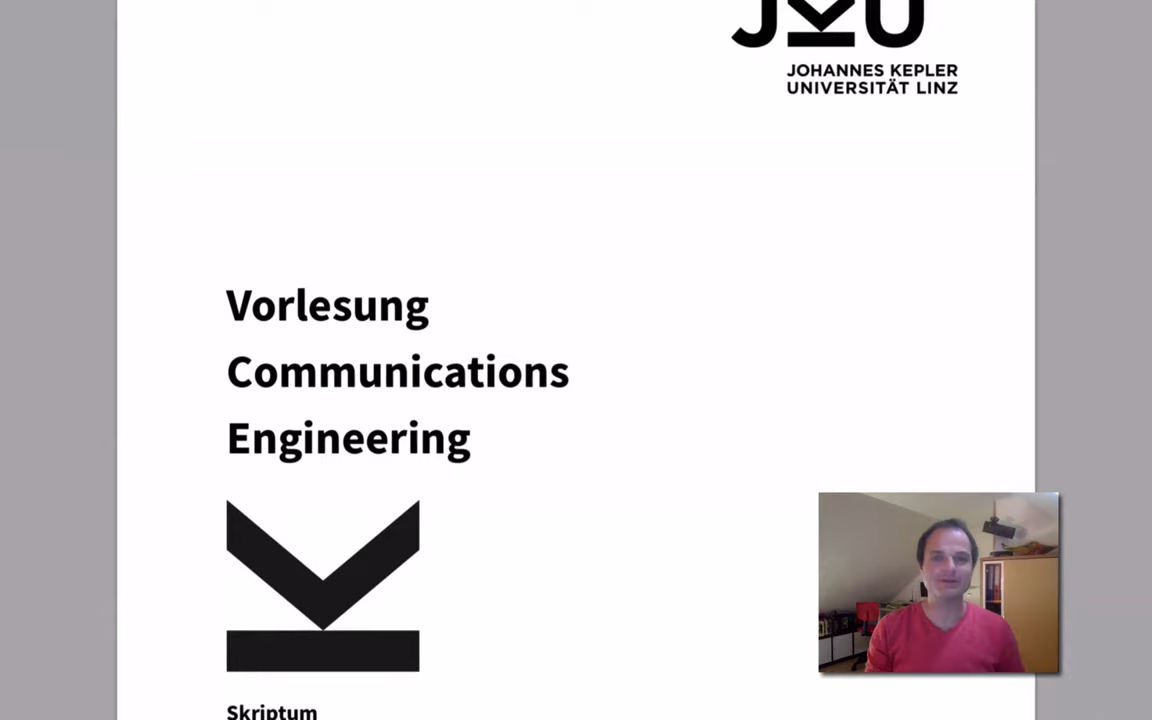 JKU
JOHANNES KEPLER
UNIVERSITÄT LINZ
Vorlesung
Communications
Engineering
Skriptum